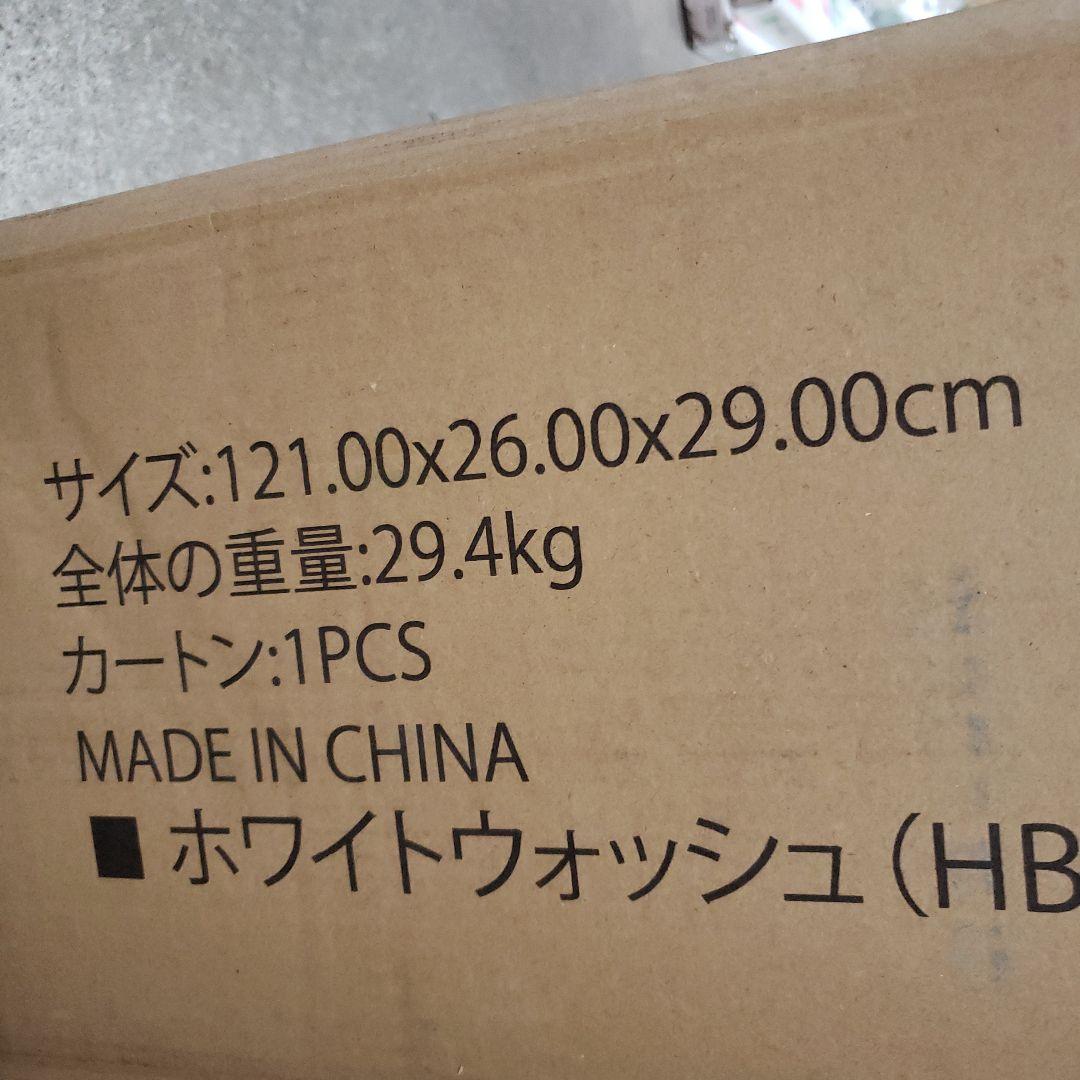 サイズ:121.00x26.00x29.00cm
全体の重量:29.4kg
カートン:1PCS
MADE IN CHINA
■ ホワイトウォッシュ(HB